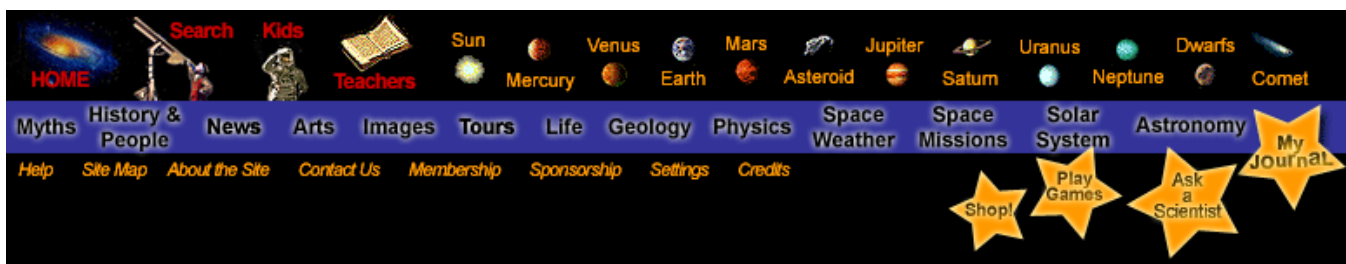 HOME
Search
Kids
Teachers
Sun
Mercury
Venus
Earth
Mars
Asteroid
Jupiter
Saturn
Uranus
Neptune
Dwarfs
Comet
Myths
History &
People
News
Arts
Images
Tours
Life
Geology
Physics
Space
Weather
Space
Missions
Solar
System
Astronomy
My
Journal
Help
Site Map
About the Site
Contact Us
Membership
Sponsorship
Settings
Credits
Shop!
Play
Games
Ask
a
Scientist